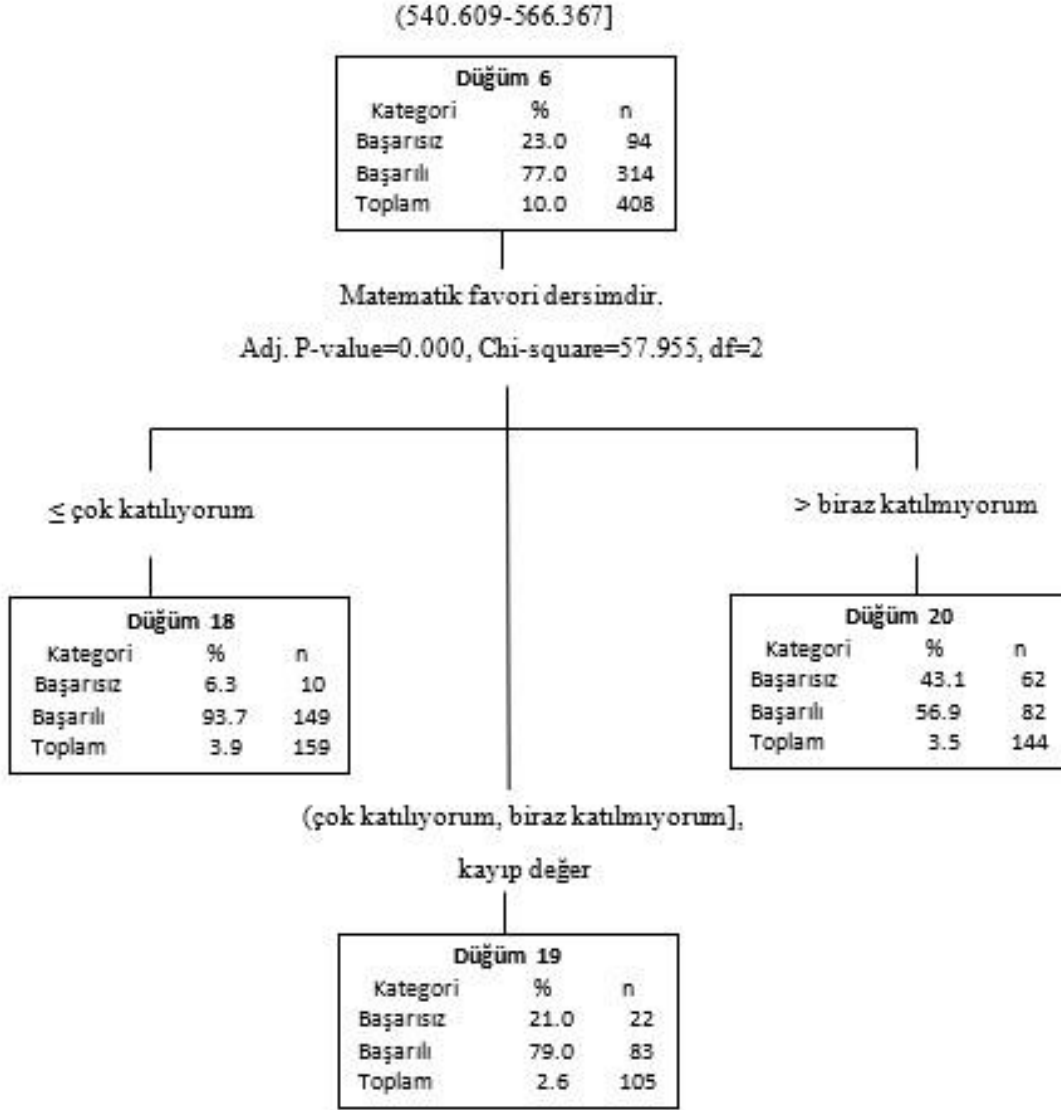 (540.609-566.367]
Düğüm 6
Kategori % n
Başarısız 23.0 94
Başarılı 77.0 314
Toplam 10.0 408
Matematik favori dersimdir.
Adj. P-value=0.000, Chi-square=57.955, df=2
≤ çok katılıyorum
> biraz katılmıyorum
Düğüm 18
Kategori % n
Başarısız 6.3 10
Başarılı 93.7 149
Toplam 3.9 159
Düğüm 20
Kategori % n
Başarısız 43.1 62
Başarılı 56.9 82
Toplam 3.5 144
(çok katılıyorum, biraz katılmıyorum],
kayıp değer
Düğüm 19
Kategori % n
Başarısız 21.0 22
Başarılı 79.0 83
Toplam 2.6 105